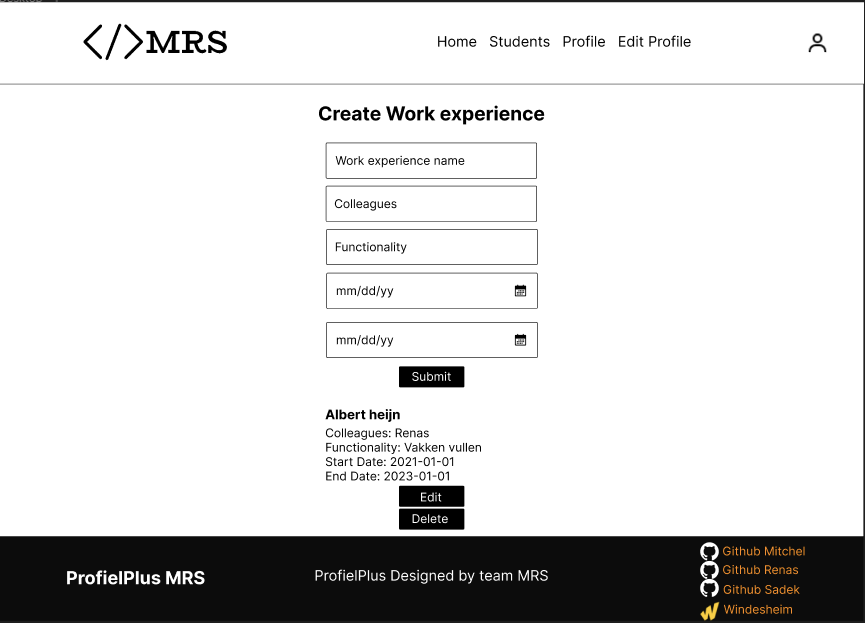 </>MRS
Home Students Profile Edit Profile
Create Work experience
Work experience name
Colleagues
Functionality
mm/dd/yy
mm/dd/yy
Submit
Albert heijn
Colleagues: Renas
Functionality: Vakken vullen
Start Date: 2021-01-01
End Date: 2023-01-01
Edit
Delete
ProfielPlus MRS
ProfielPlus Designed by team MRS
Github Mitchel
Github Renas
Github Sadek
Windesheim